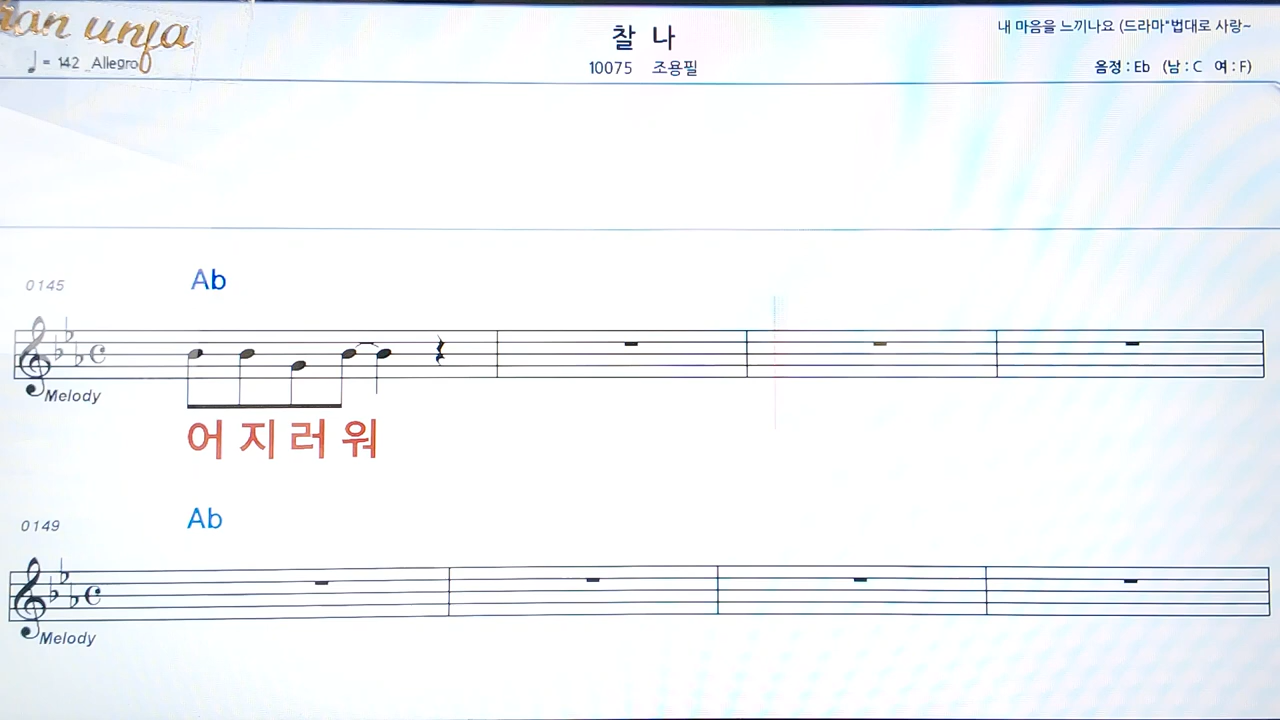 unja
♩ = 142 Allegro
찰 나
10075 조용필
내 마음을 느끼나요 (드라마"법대로 사랑~
음정 : Eb (남 : C 여 : F)
0145
Ab
Melody
어 지 러 워
0149
Ab
Melody